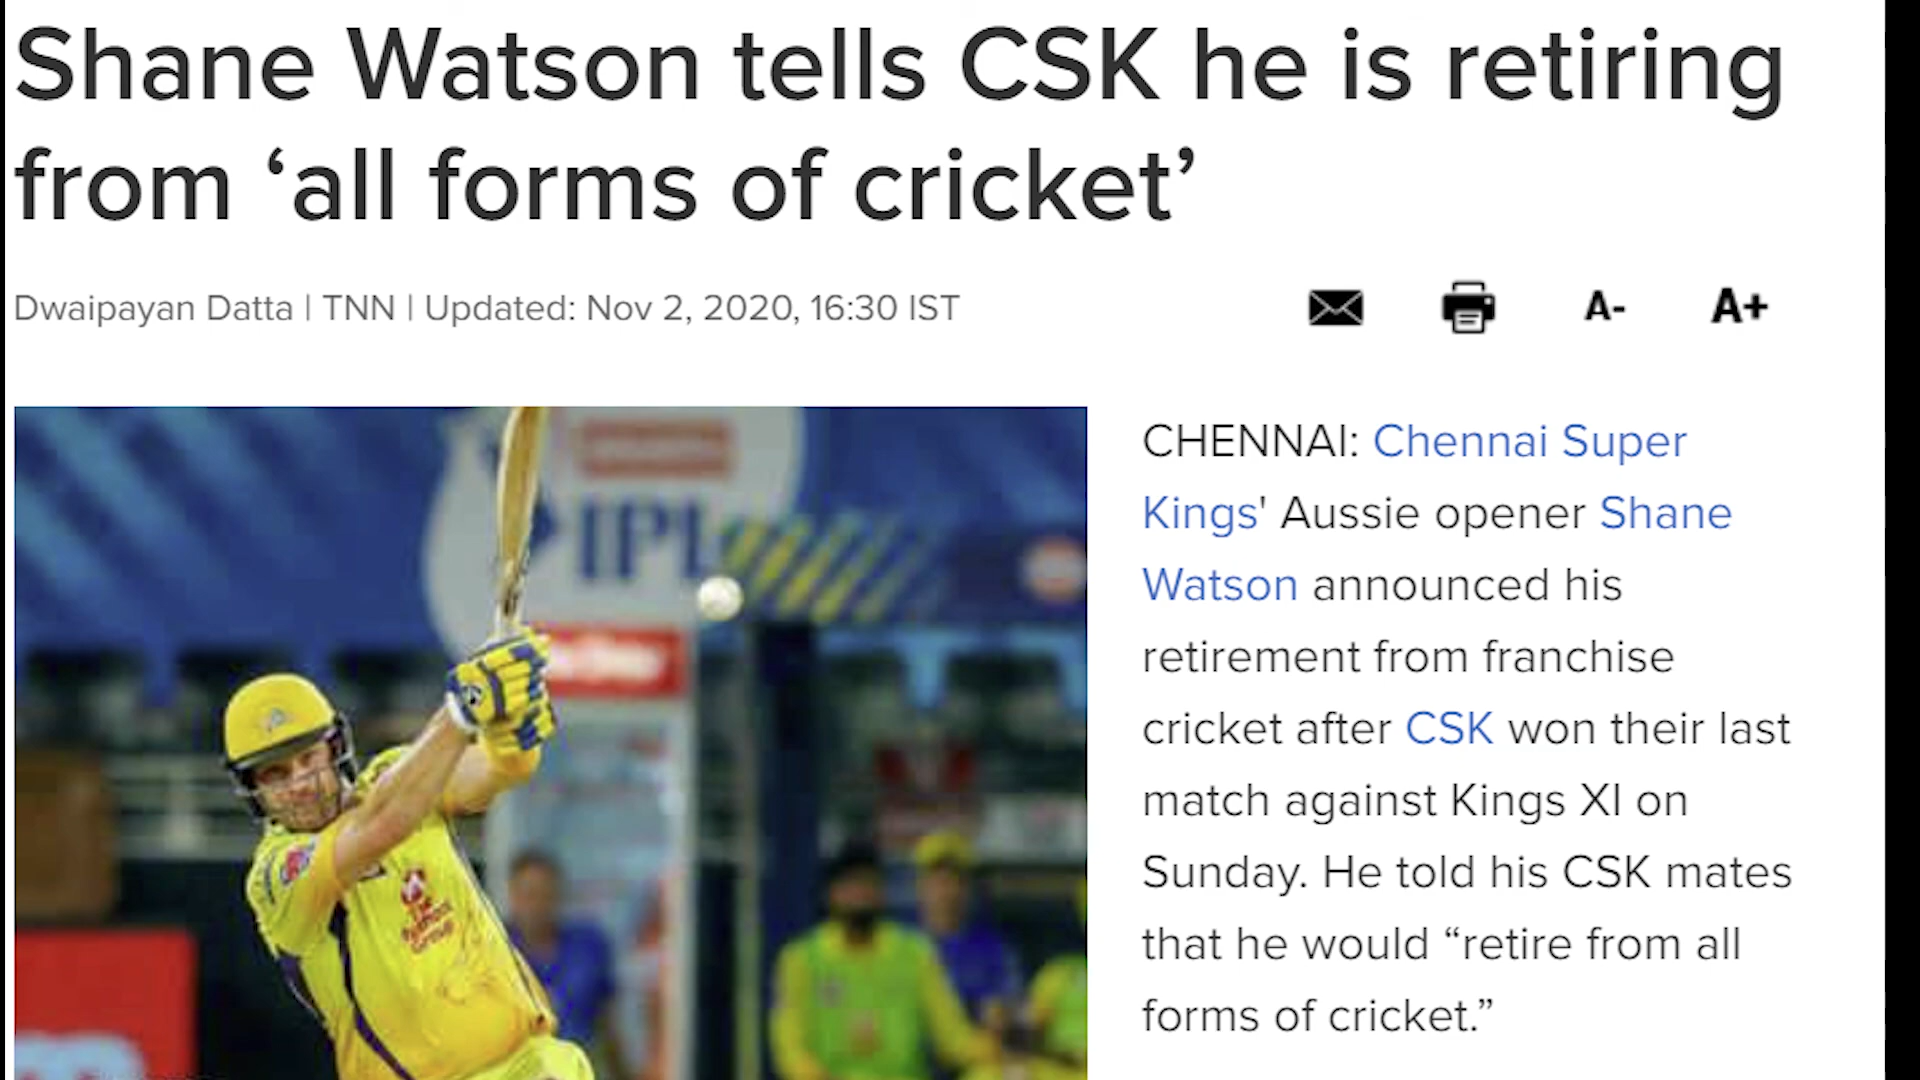 Shane Watson tells CSK he is retiring
from ‘all forms of cricket’
Dwaipayan Datta | TNN | Updated: Nov 2, 2020, 16:30 IST
A-
A+
IPL
CHENNAI: Chennai Super
Kings' Aussie opener Shane
Watson announced his
retirement from franchise
cricket after CSK won their last
match against Kings XI on
Sunday. He told his CSK mates
that he would “retire from all
forms of cricket.”